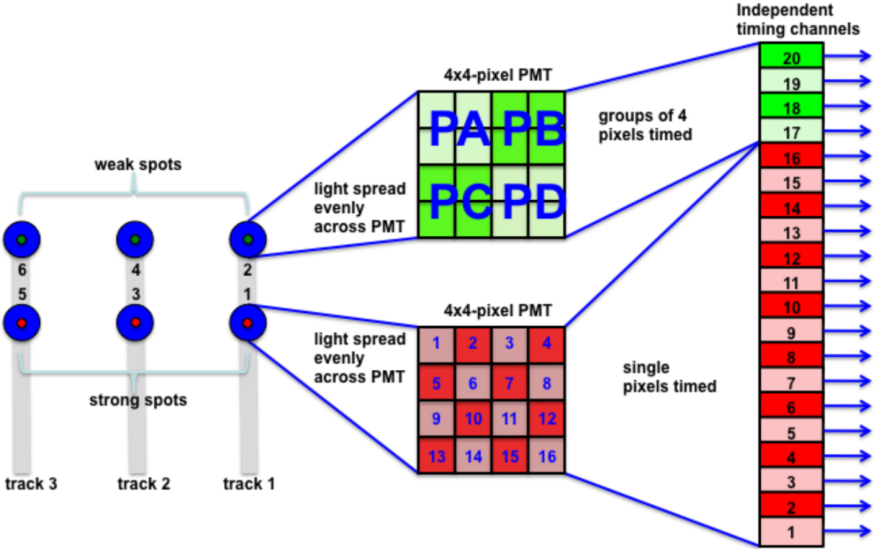 Independent
timing channels
4x4-pixel PMT
groups of 4
pixels timed
PA PB
PC PD
weak spots
light spread
evenly
across PMT
6 4 2
5 3 1
4x4-pixel PMT
light spread
evenly
across PMT
1 2 3 4
5 6 7 8
9 10 11 12
13 14 15 16
single
pixels timed
strong spots
track 3 track 2 track 1
20
19
18
17
16
15
14
13
12
11
10
9
8
7
6
5
4
3
2
1